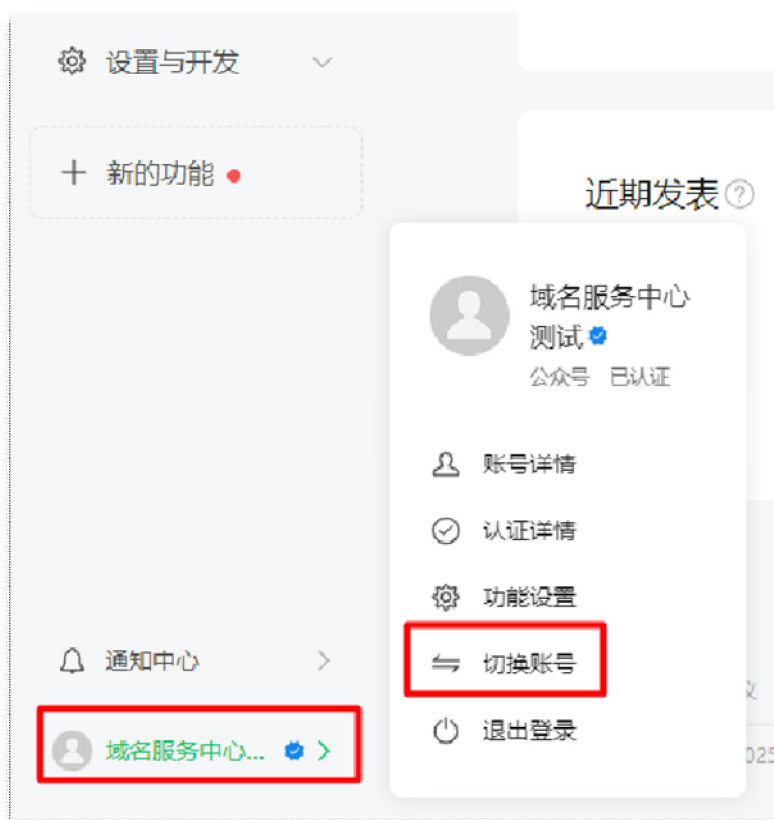 设置与开发
新的功能
近期发表
域名服务中心
测试
公众号 已认证
账号详情
认证详情
功能设置
切换账号
退出登录
通知中心
域名服务中心...